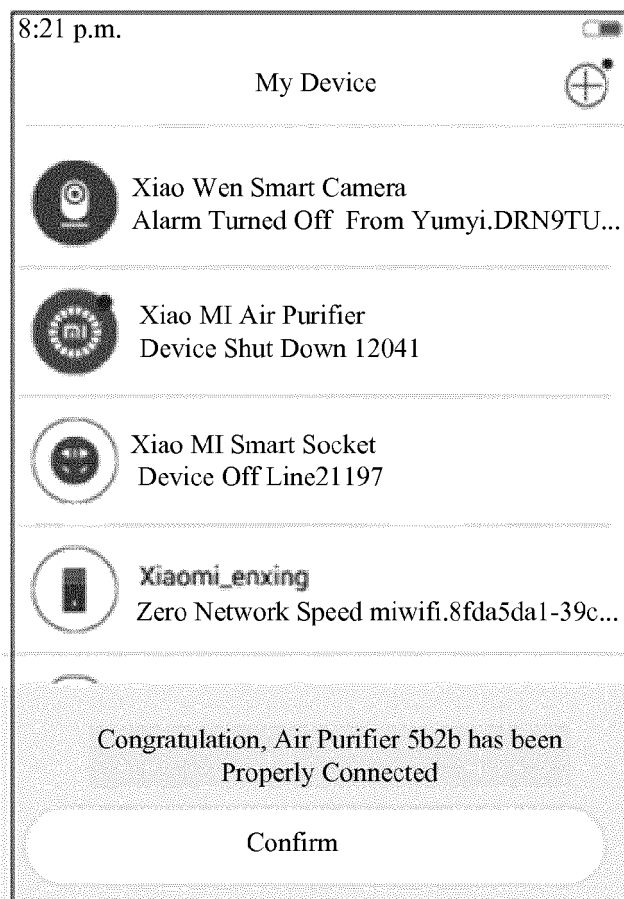 8:21 p.m.
My Device
Xiao Wen Smart Camera
Alarm Turned Off From Yumyi.DRN9TU...
Xiao MI Air Purifier
Device Shut Down 12041
Xiao MI Smart Socket
Device Off Line21197
Xiaomi_enxing
Zero Network Speed miwifi.8fda5da1-39c...
Congratulation, Air Purifier 5b2b has been
Properly Connected
Confirm